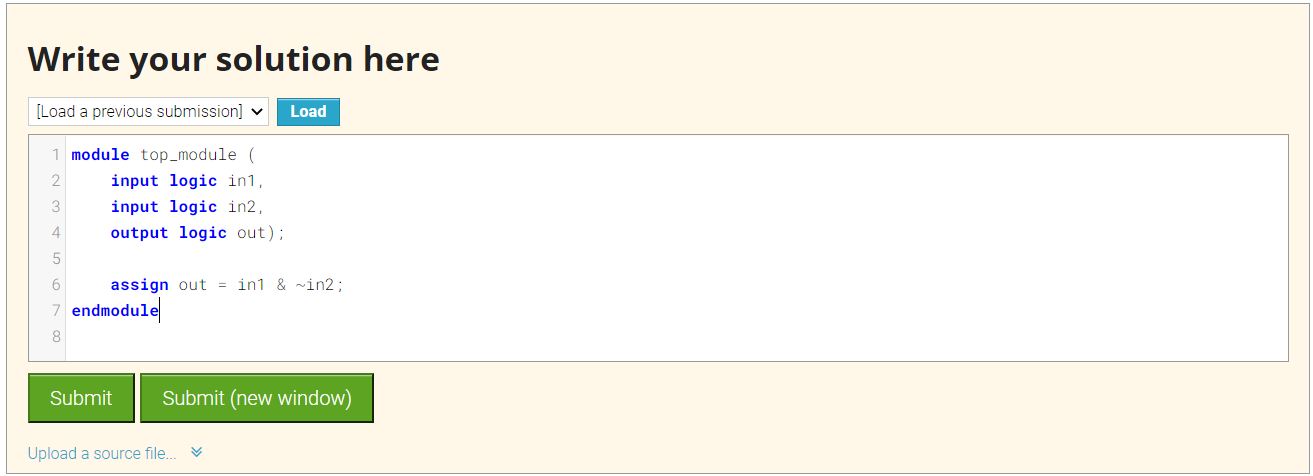 Write your solution here
[Load a previous submission] Load
1 module top_module (
2     input logic in1,
3     input logic in2,
4     output logic out);
5
6     assign out = in1 & ~in2;
7 endmodule
8
Submit Submit (new window)
Upload a source file...